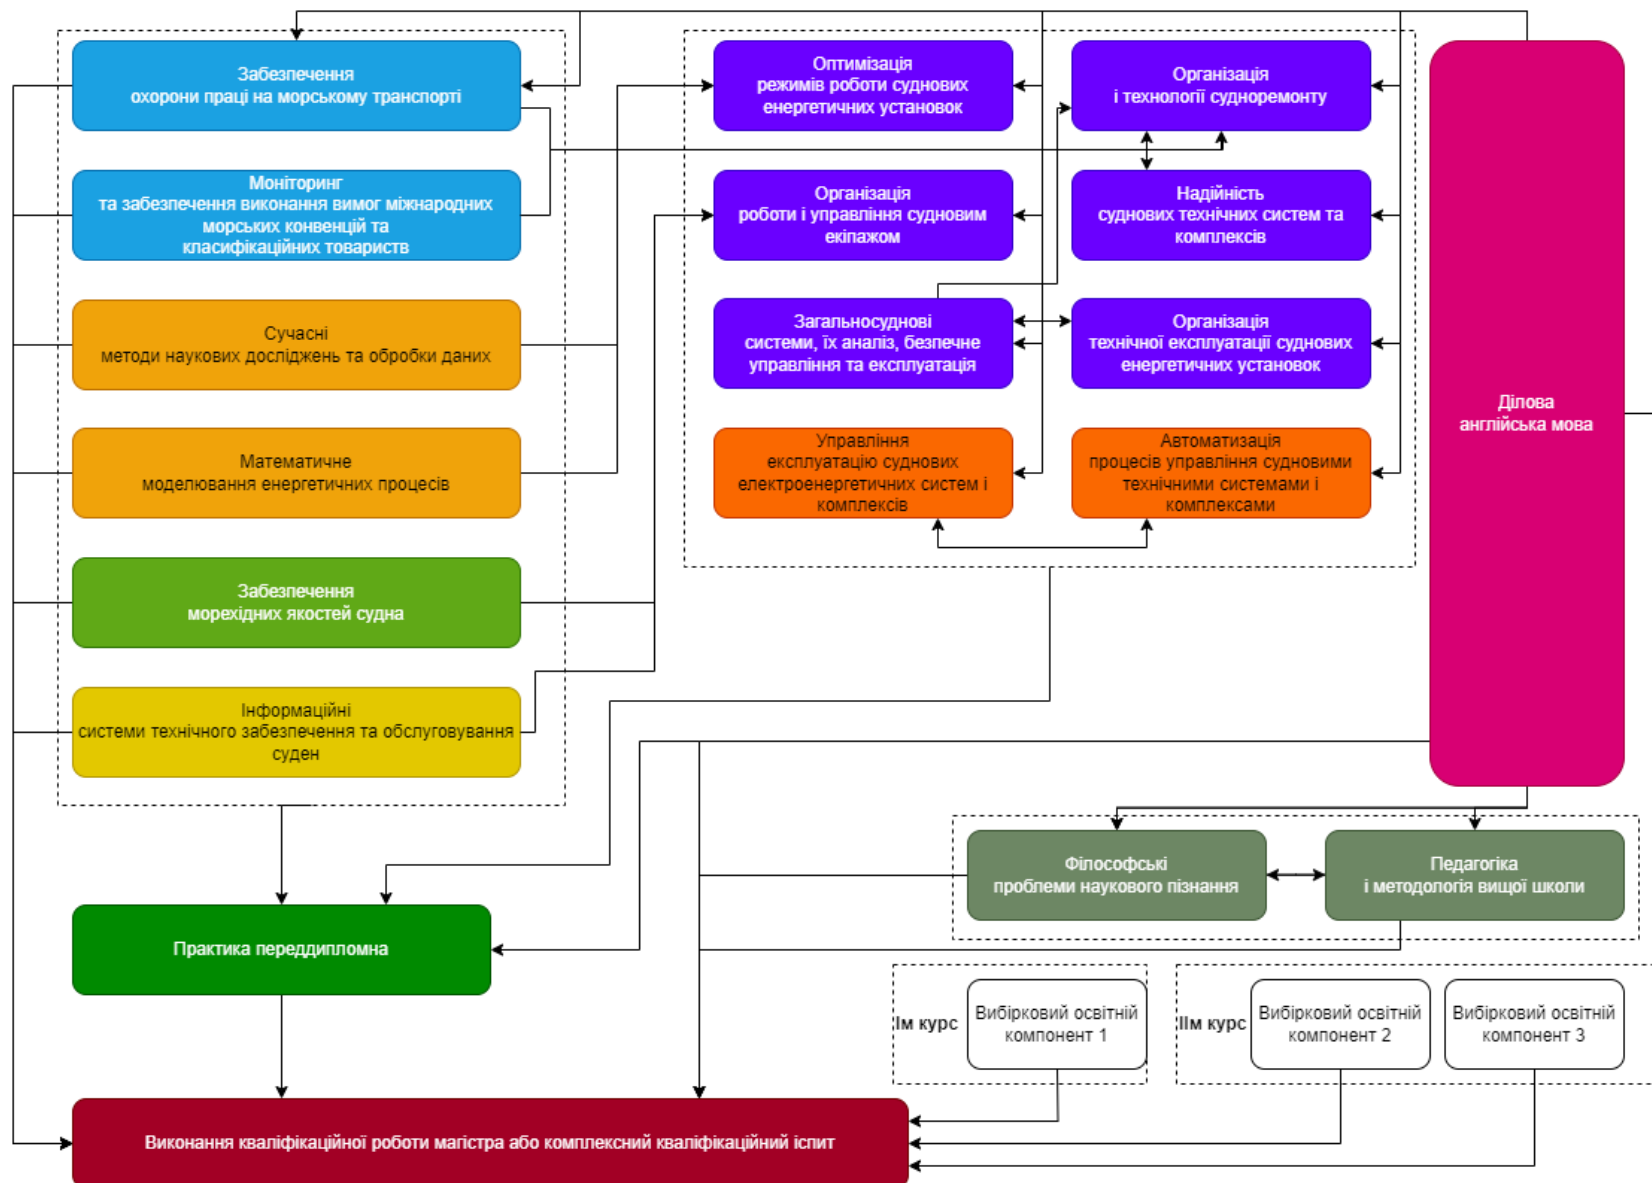 Забезпечення
охорони праці на морському транспорті
Моніторинг
та забезпечення виконання вимог міжнародних
морських конвенцій та
класифікаційних товариств
Сучасні
методи наукових досліджень та обробки даних
Математичне
моделювання енергетичних процесів
Забезпечення
морехідних якостей судна
Інформаційні
системи технічного забезпечення та обслуговування
суден
Оптимізація
режимів роботи суднових
енергетичних установок
Організація
і технології судноремонту
Організація
роботи і управління судновим
екіпажом
Надійність
суднових технічних систем та
комплексів
Загальносуднові
системи, їх аналіз, безпечне
управління та експлуатація
Організація
технічної експлуатації суднових
енергетичних установок
Управління
експлуатацію суднових
електроенергетичних систем і
комплексів
Автоматизація
процесів управління судновими
технічними системами і
комплексами
Ділова
англійська мова
Філософські
проблеми наукового пізнання
Педагогіка
і методологія вищої школи
Практика переддипломна
Ім курс
Вибірковий освітній
компонент 1
ІІм курс
Вибірковий освітній
компонент 2
Вибірковий освітній
компонент 3
Виконання кваліфікаційної роботи магістра або комплексний кваліфікаційний іспит